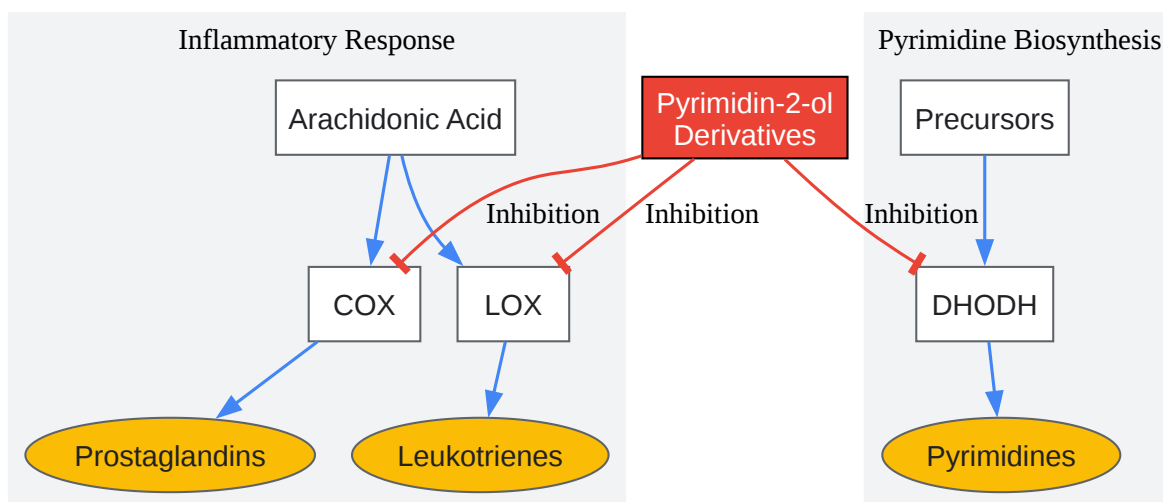 Inflammatory Response
Pyrimidine Biosynthesis
Arachidonic Acid
Pyrimidin-2-ol
Derivatives
Precursors
Inhibition
Inhibition
Inhibition
COX
LOX
DHODH
Prostaglandins
Leukotrienes
Pyrimidines